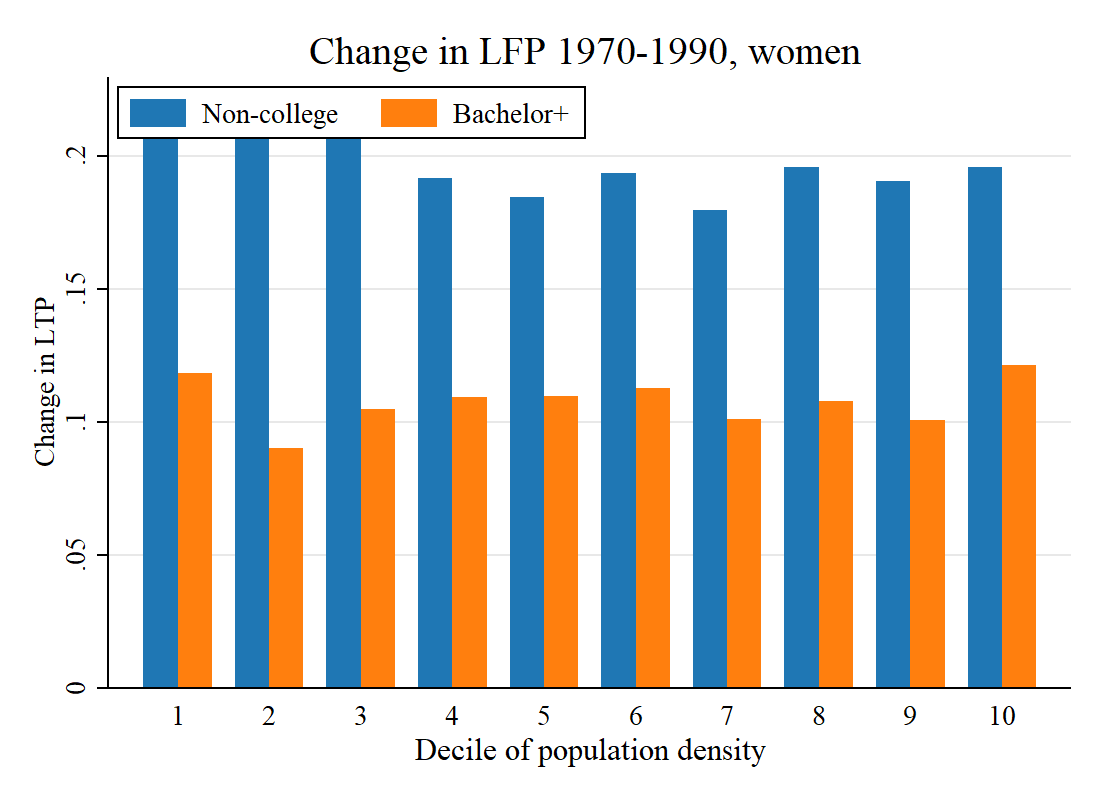 Change in LFP 1970-1990, women
Non-college Bachelor+
.2
.15
.1
.05
0
Change in LTP
1 2 3 4 5 6 7 8 9 10
Decile of population density